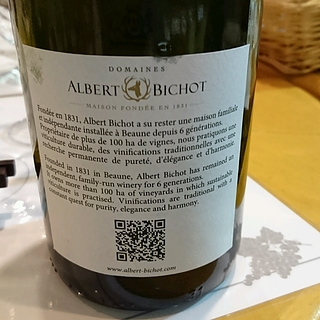 DOMAINES
ALBERT BICHOT
MAISON FONDÉE EN 1831
Fondée en 1831, Albert Bichot a su rester une maison familiale
et indépendante installée à Beaune depuis 6 générations.
Propriétaire de plus de 100 ha de vignes, nous pratiquons une
viticulture durable, des vinifications traditionnelles avec une
recherche permanente de pureté, d'élégance et d'harmonie.
Founded in 1831 in Beaune, Albert Bichot has remained an
independent, family-run winery for 6 generations.
more than 100 ha of vineyards in which sustainable
viticulture is practised. Vinifications are traditional with a
constant quest for purity, elegance and harmony.
www.albert-bichot.com